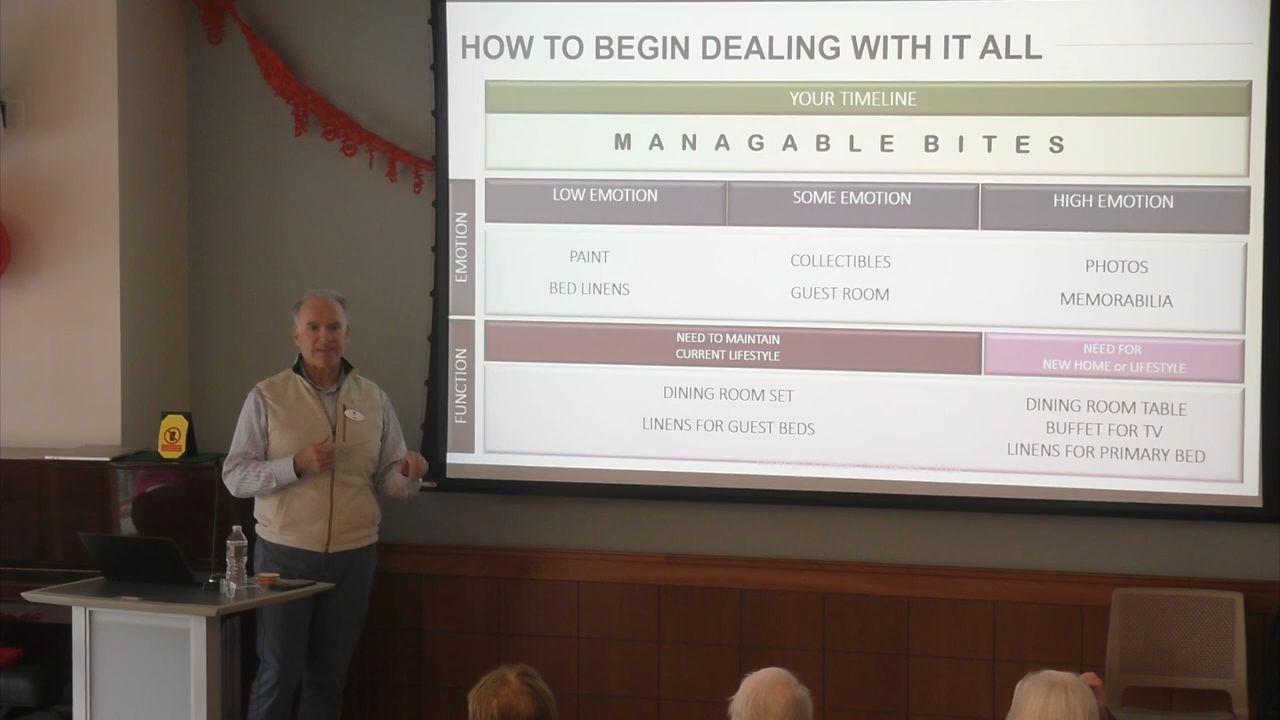 HOW TO BEGIN DEALING WITH IT ALL
YOUR TIMELINE
MANAGABLE BITES
EMOTION
LOW EMOTION
SOME EMOTION
HIGH EMOTION
PAINT
BED LINENS
COLLECTIBLES
GUEST ROOM
PHOTOS
MEMORABILIA
FUNCTION
NEED TO MAINTAIN
CURRENT LIFESTYLE
NEED FOR
NEW HOME or LIFESTYLE
DINING ROOM SET
LINENS FOR GUEST BEDS
DINING ROOM TABLE
BUFFET FOR TV
LINENS FOR PRIMARY BED